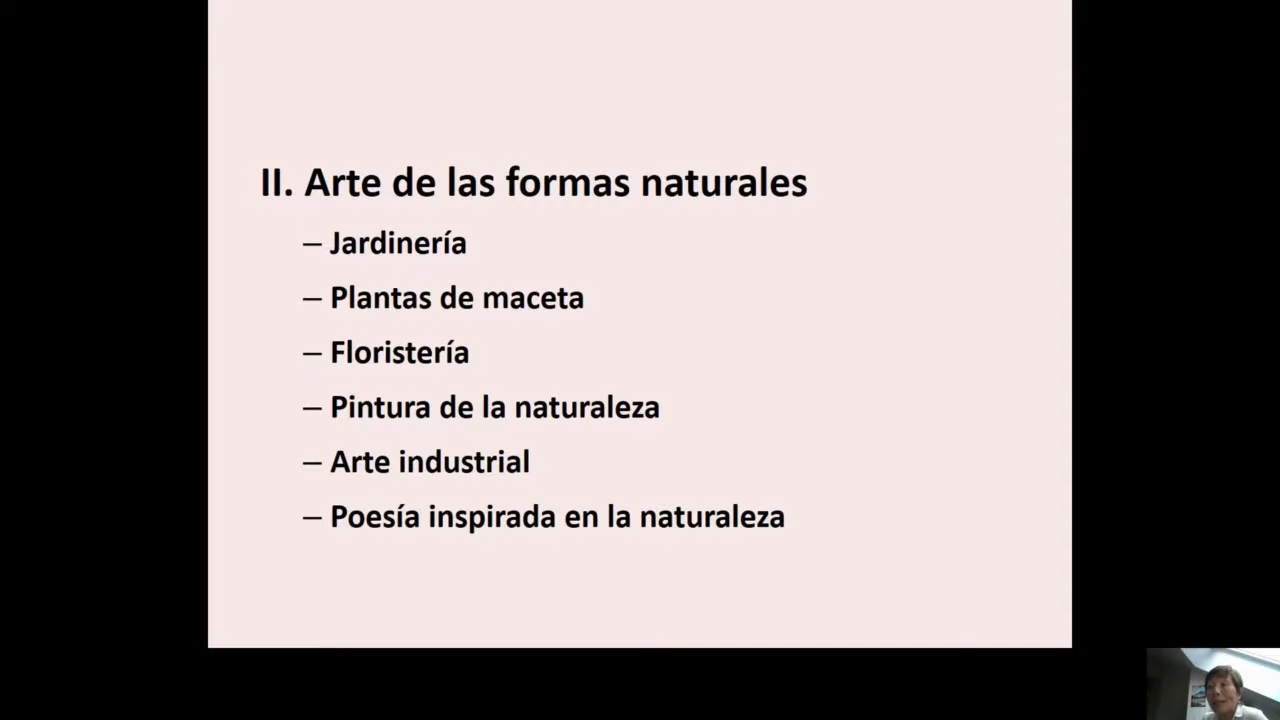 II. Arte de las formas naturales
– Jardinería
– Plantas de maceta
– Floristería
– Pintura de la naturaleza
– Arte industrial
– Poesía inspirada en la naturaleza